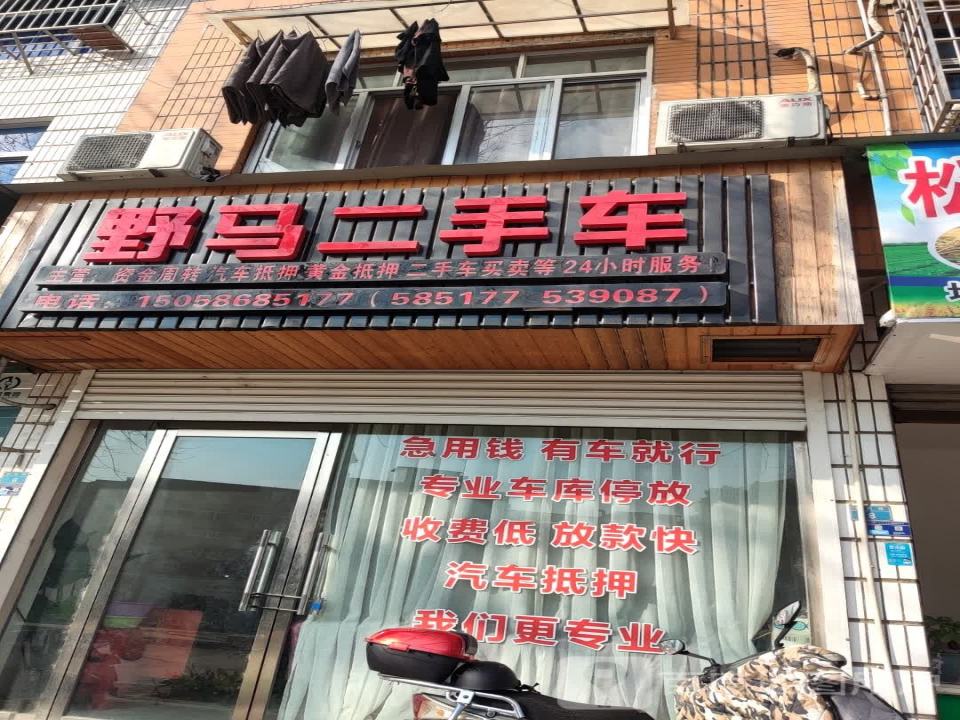 AUX
AUX
野马二手车
主营：资金周转 汽车抵押 黄金抵押 二手车买卖等 24小时服务
电话：15058685177（585177 539087）
松
急用钱 有车就行
专业车库停放
收费低 放款快
汽车抵押
我们更专业